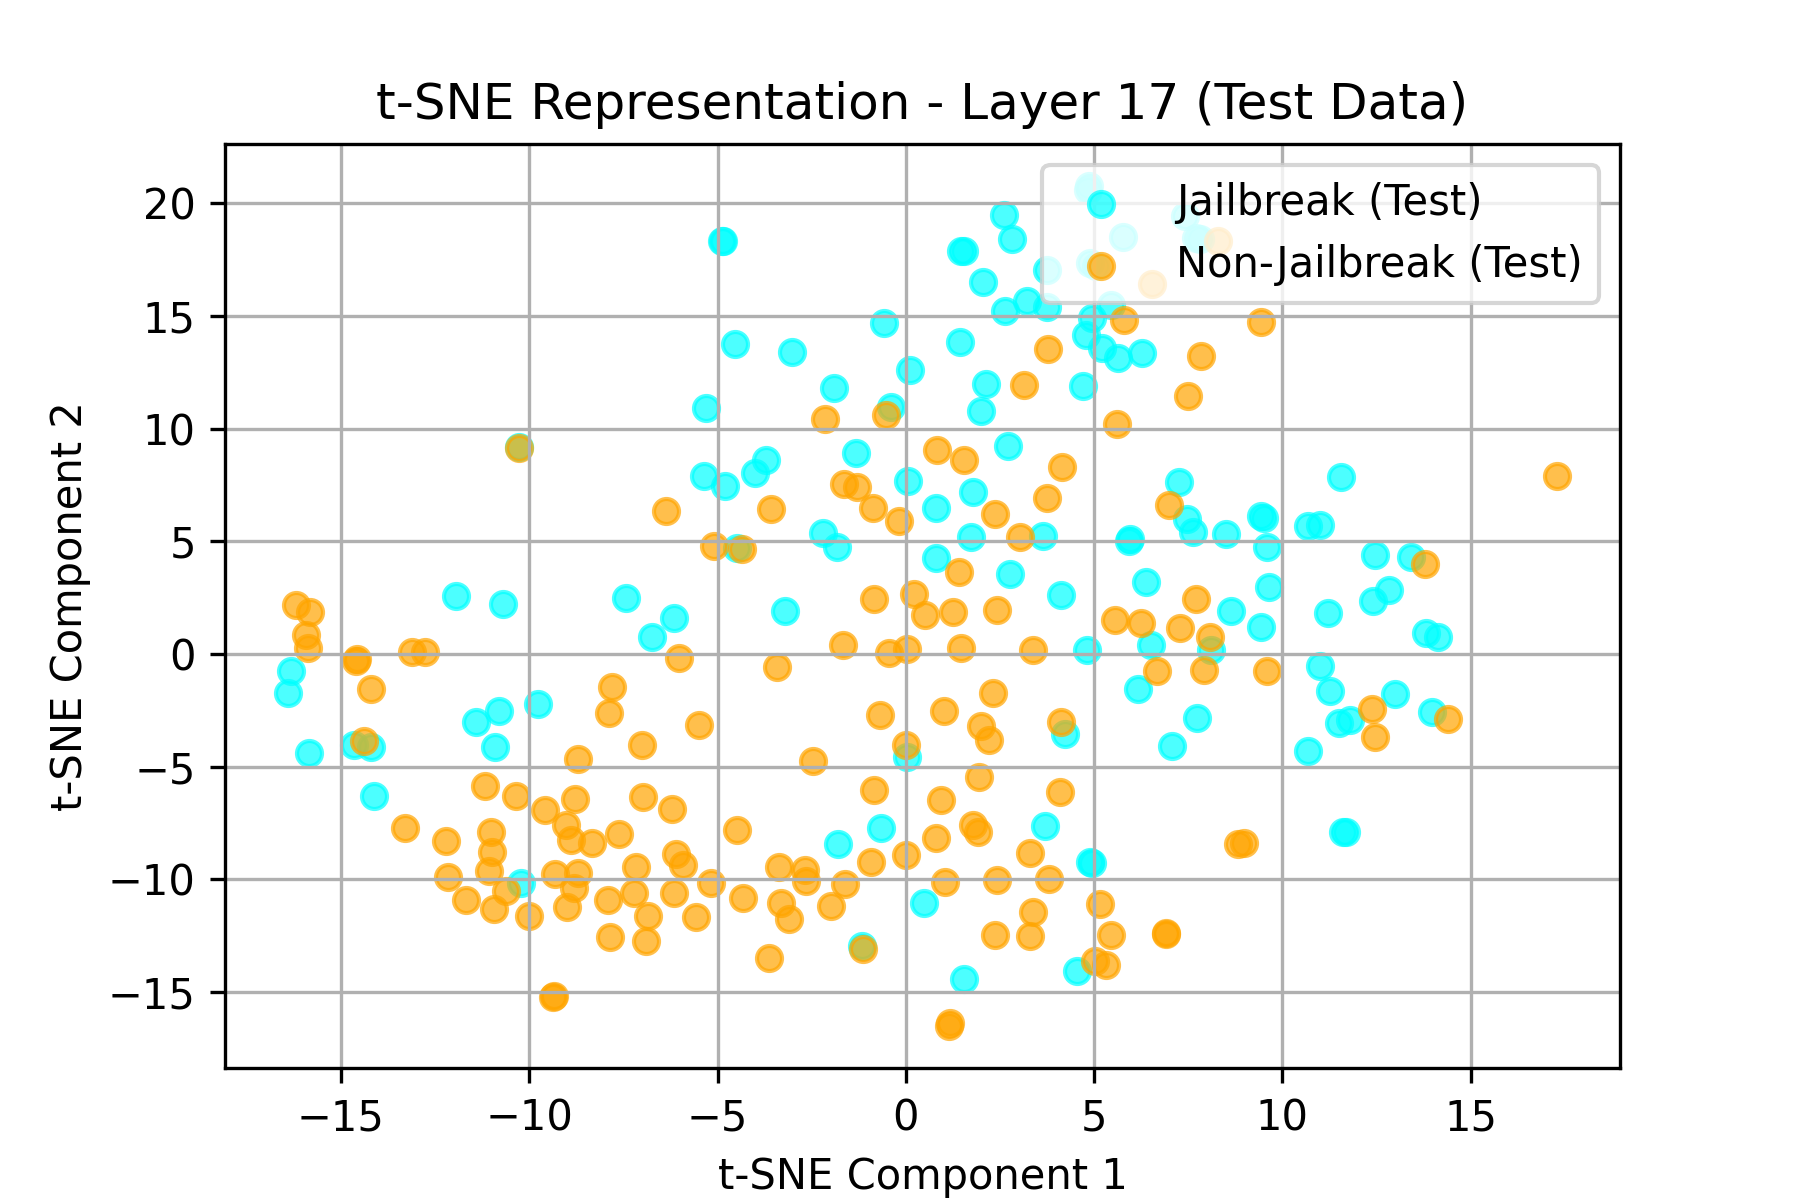 t-SNE Representation - Layer 17 (Test Data)
Jailbreak (Test)
Non-Jailbreak (Test)
20
15
10
5
0
−5
−10
−15
t-SNE Component 2
−15 −10 −5 0 5 10 15
t-SNE Component 1